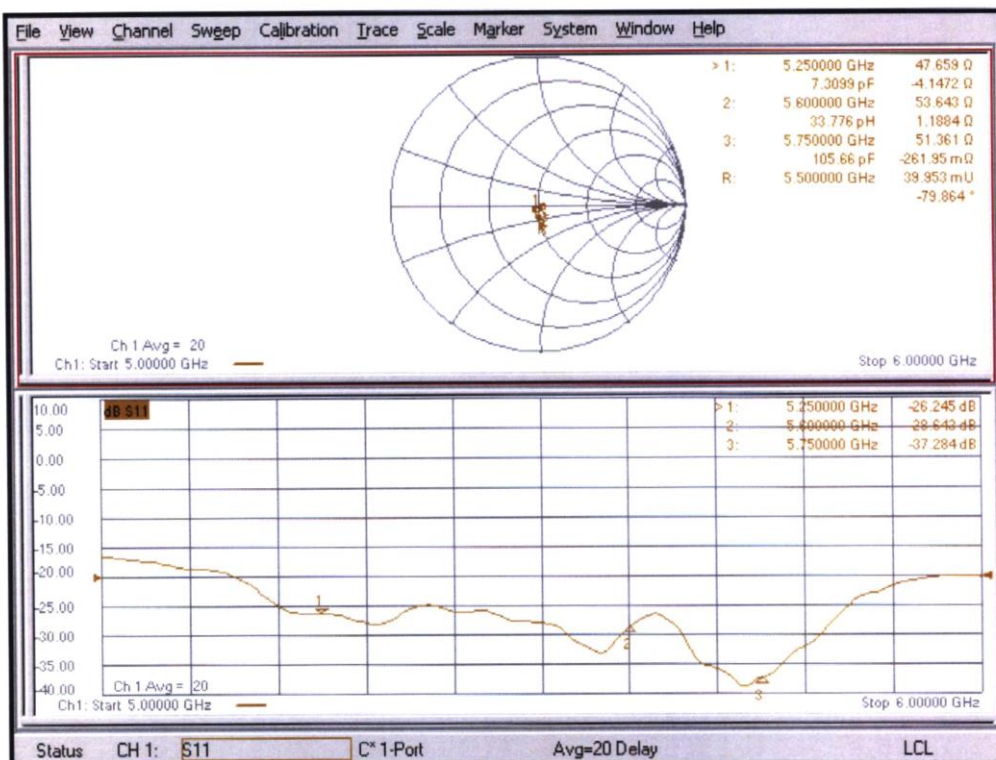 File View Channel Sweep Calibration Trace Scale Marker System Window Help
> 1: 5.250000 GHz 47.659 Ω
7.3099 pF -4.1472 Ω
2: 5.600000 GHz 53.643 Ω
33.776 pH 1.1884 Ω
3: 5.750000 GHz 51.361 Ω
105.66 pF -261.95 mΩ
R: 5.500000 GHz 39.953 mU
-79.864 °
Ch 1 Avg = 20
Ch1: Start 5.00000 GHz
Stop 6.00000 GHz
10.00
dB S11
5.00
0.00
-5.00
-10.00
-15.00
-20.00
-25.00
-30.00
-35.00
-40.00
> 1: 5.250000 GHz -26.245 dB
2: 5.600000 GHz -28.643 dB
3: 5.750000 GHz -37.284 dB
1
2
3
Ch 1 Avg = 20
Ch1: Start 5.00000 GHz
Stop 6.00000 GHz
Status CH 1: S11 C* 1-Port Avg=20 Delay LCL